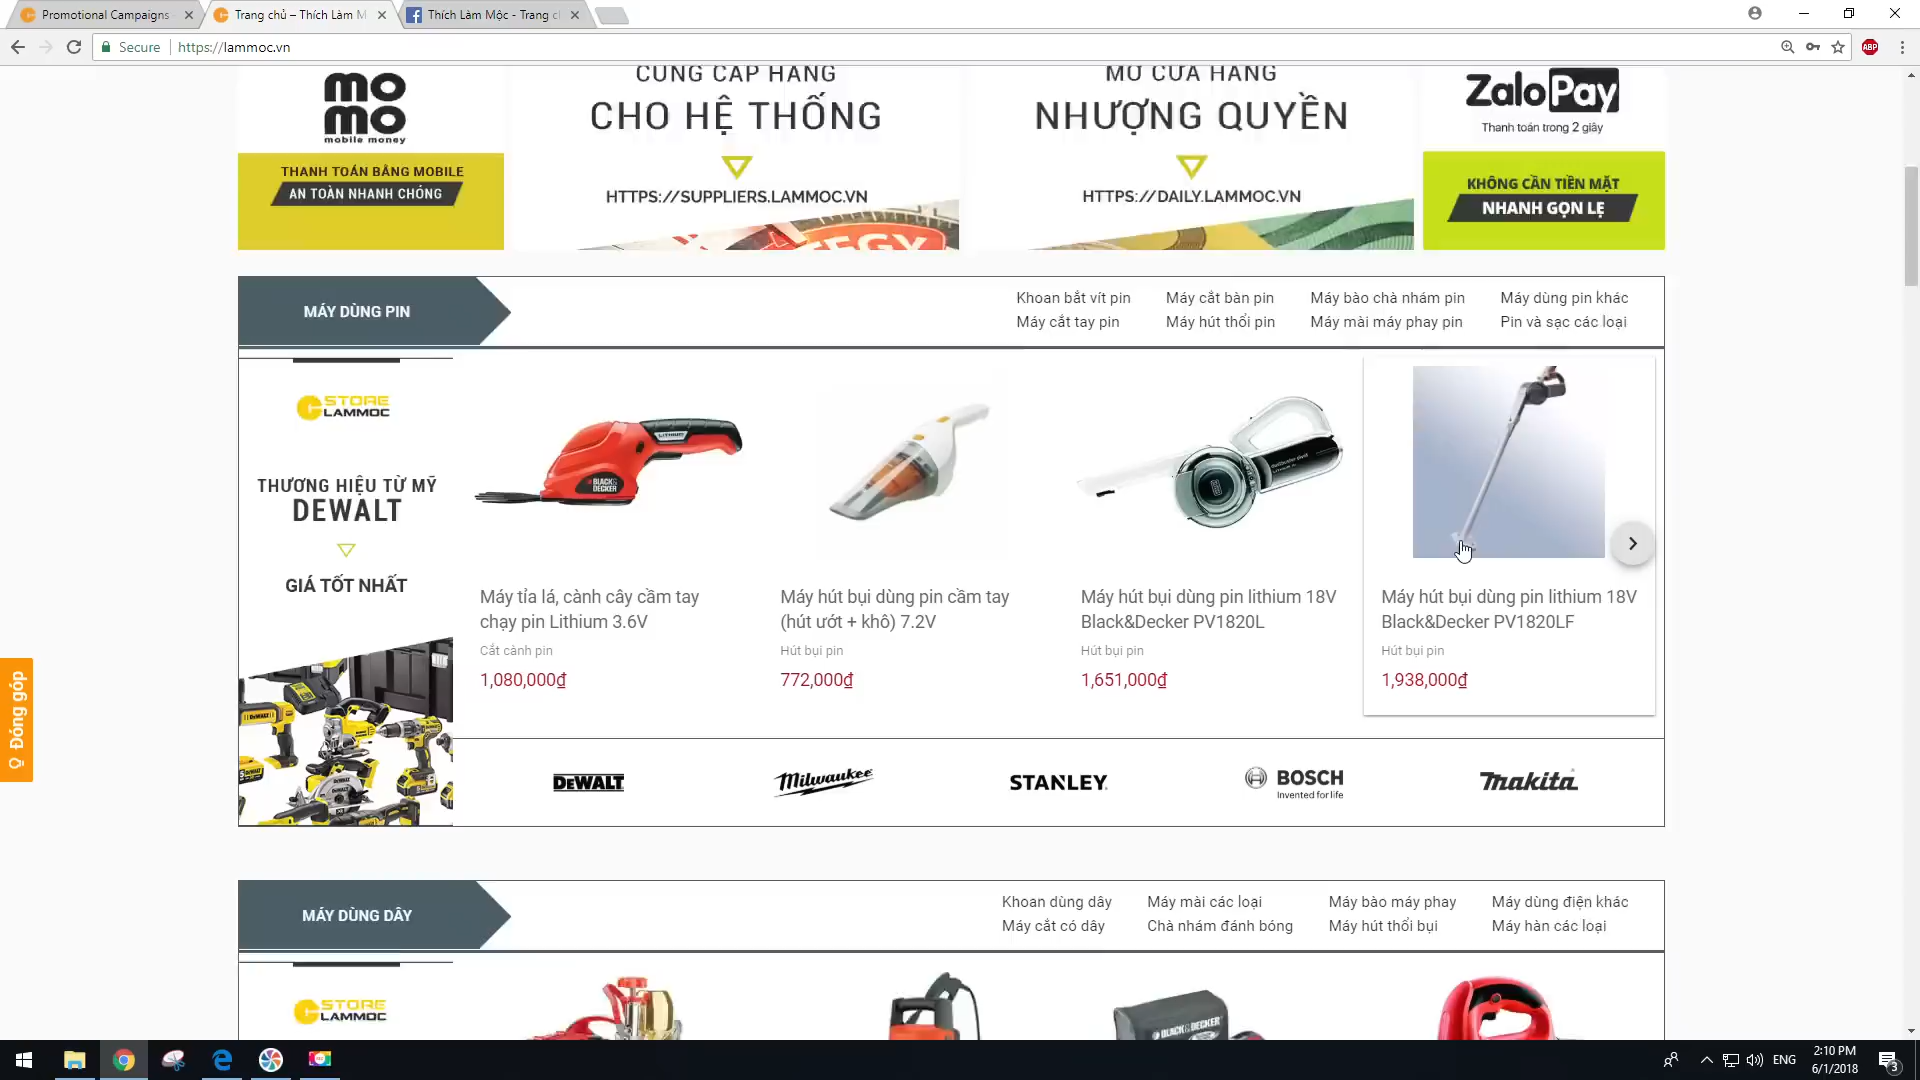 Promotional Campaigns
Trang chủ – Thích Làm M
Thích Làm Mộc - Trang c
Secure
https://lammoc.vn
ABP
mo
mo
mobile money
THANH TOÁN BẰNG MOBILE
AN TOÀN NHANH CHÓNG
CUNG CẤP HÀNG
CHO HỆ THỐNG
HTTPS://SUPPLIERS.LAMMOC.VN
MỞ CỬA HÀNG
NHƯỢNG QUYỀN
HTTPS://DAILY.LAMMOC.VN
ZaloPay
Thanh toán trong 2 giây
KHÔNG CẦN TIỀN MẶT
NHANH GỌN LẸ
MÁY DÙNG PIN
Khoan bắt vít pin
Máy cắt bàn pin
Máy bào chà nhám pin
Máy dùng pin khác
Máy cắt tay pin
Máy hút thổi pin
Máy mài máy phay pin
Pin và sạc các loại
STORE
LAMMOC
THƯƠNG HIỆU TỪ MỸ
DEWALT
GIÁ TỐT NHẤT
BLACK&
DECKER
LITHIUM
Máy tỉa lá, cành cây cầm tay
chạy pin Lithium 3.6V
Cắt cành pin
1,080,000₫
Máy hút bụi dùng pin cầm tay
(hút ướt + khô) 7.2V
Hút bụi pin
772,000₫
Máy hút bụi dùng pin lithium 18V
Black&Decker PV1820L
Hút bụi pin
1,651,000₫
Máy hút bụi dùng pin lithium 18V
Black&Decker PV1820LF
Hút bụi pin
1,938,000₫
DEWALT
Milwaukee
STANLEY
BOSCH
Invented for life
makita
Đóng góp
MÁY DÙNG DÂY
Khoan dùng dây
Máy mài các loại
Máy bào máy phay
Máy dùng điện khác
Máy cắt có dây
Chà nhám đánh bóng
Máy hút thổi bụi
Máy hàn các loại
STORE
LAMMOC
BLACK&DECKER
ENG
2:10 PM
6/1/2018
3